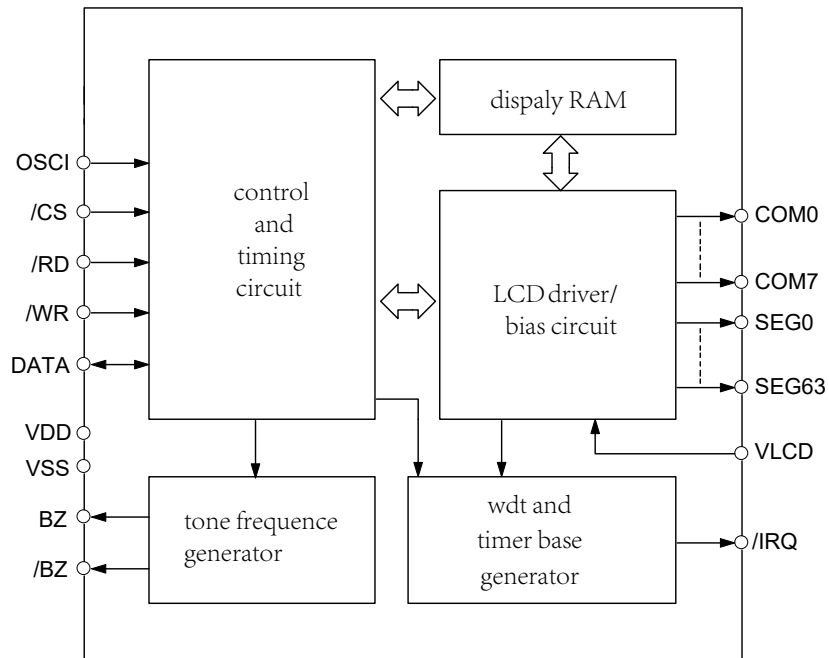 OSCI
/CS
/RD
/WR
DATA
VDD
VSS
BZ
/BZ
control
and
timing
circuit
dispaly RAM
LCD driver/
bias circuit
tone frequence
generator
wdt and
timer base
generator
COM0
COM7
SEG0
SEG63
VLCD
/IRQ